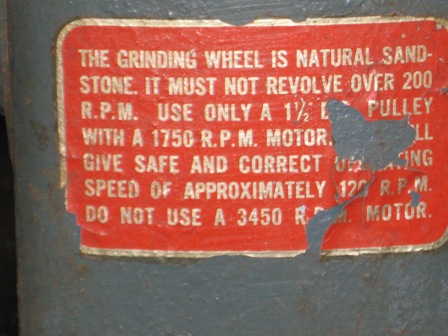 THE GRINDING WHEEL IS NATURAL SAND-
STONE. IT MUST NOT REVOLVE OVER 200
R.P.M. USE ONLY A 1½ PULLEY
WITH A 1750 R.P.M. MOTOR.
GIVE SAFE AND CORRECT OPERATING
SPEED OF APPROXIMATELY R.P.M.
DO NOT USE A 3450 R.P.M. MOTOR.